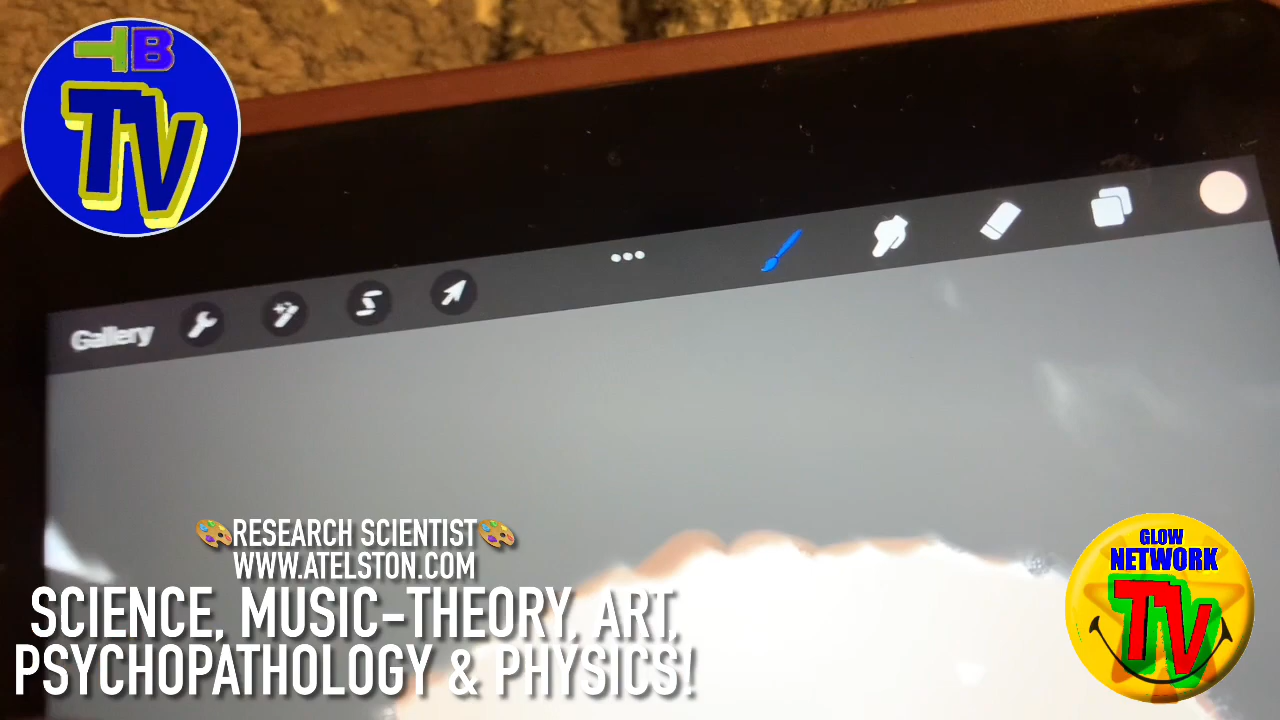 HB
TV
Gallery
🎨RESEARCH SCIENTIST🎨
WWW.ATELSTON.COM
SCIENCE, MUSIC-THEORY, ART,
PSYCHOPATHOLOGY & PHYSICS!
GLOW
NETWORK
TV